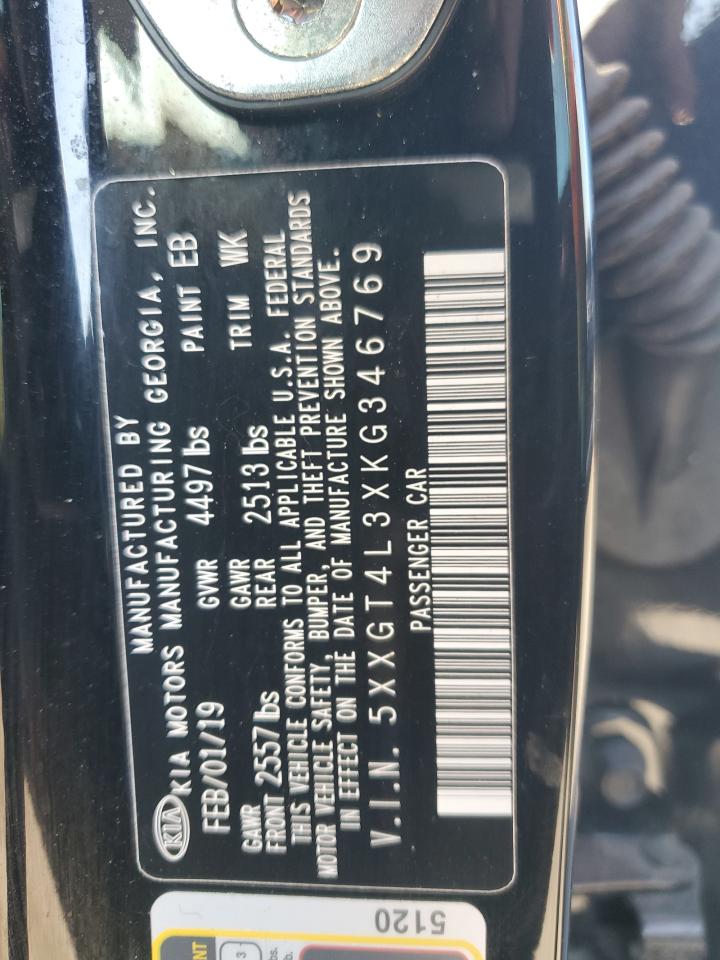 MANUFACTURED BY
KIA KIA MOTORS MANUFACTURING GEORGIA, INC.
FEB/01/19 GVWR 4497 lbs PAINT EB
GAWR GAWR TRIM WK
FRONT 2557 lbs REAR 2513 lbs
THIS VEHICLE CONFORMS TO ALL APPLICABLE U.S.A. FEDERAL
MOTOR VEHICLE SAFETY, BUMPER, AND THEFT PREVENTION STANDARDS
IN EFFECT ON THE DATE OF MANUFACTURE SHOWN ABOVE.
V.I.N. 5XXGT4L3XKG346769
PASSENGER CAR
5120
3